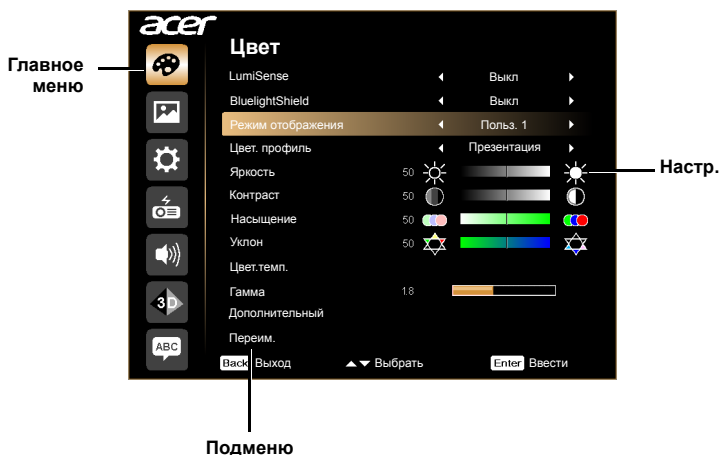 acer
Цвет
Главное
меню
LumiSense Выкл
BluelightShield Выкл
Режим отображения Польз. 1
Цвет. профиль Презентация
Яркость 50
Настр.
Контраст 50
Насыщение 50
Уклон 50
Цвет.темп.
Гамма 1.8
3D
Дополнительный
Переим.
ABC
Back Выход Выбрать Enter Ввести
Подменю